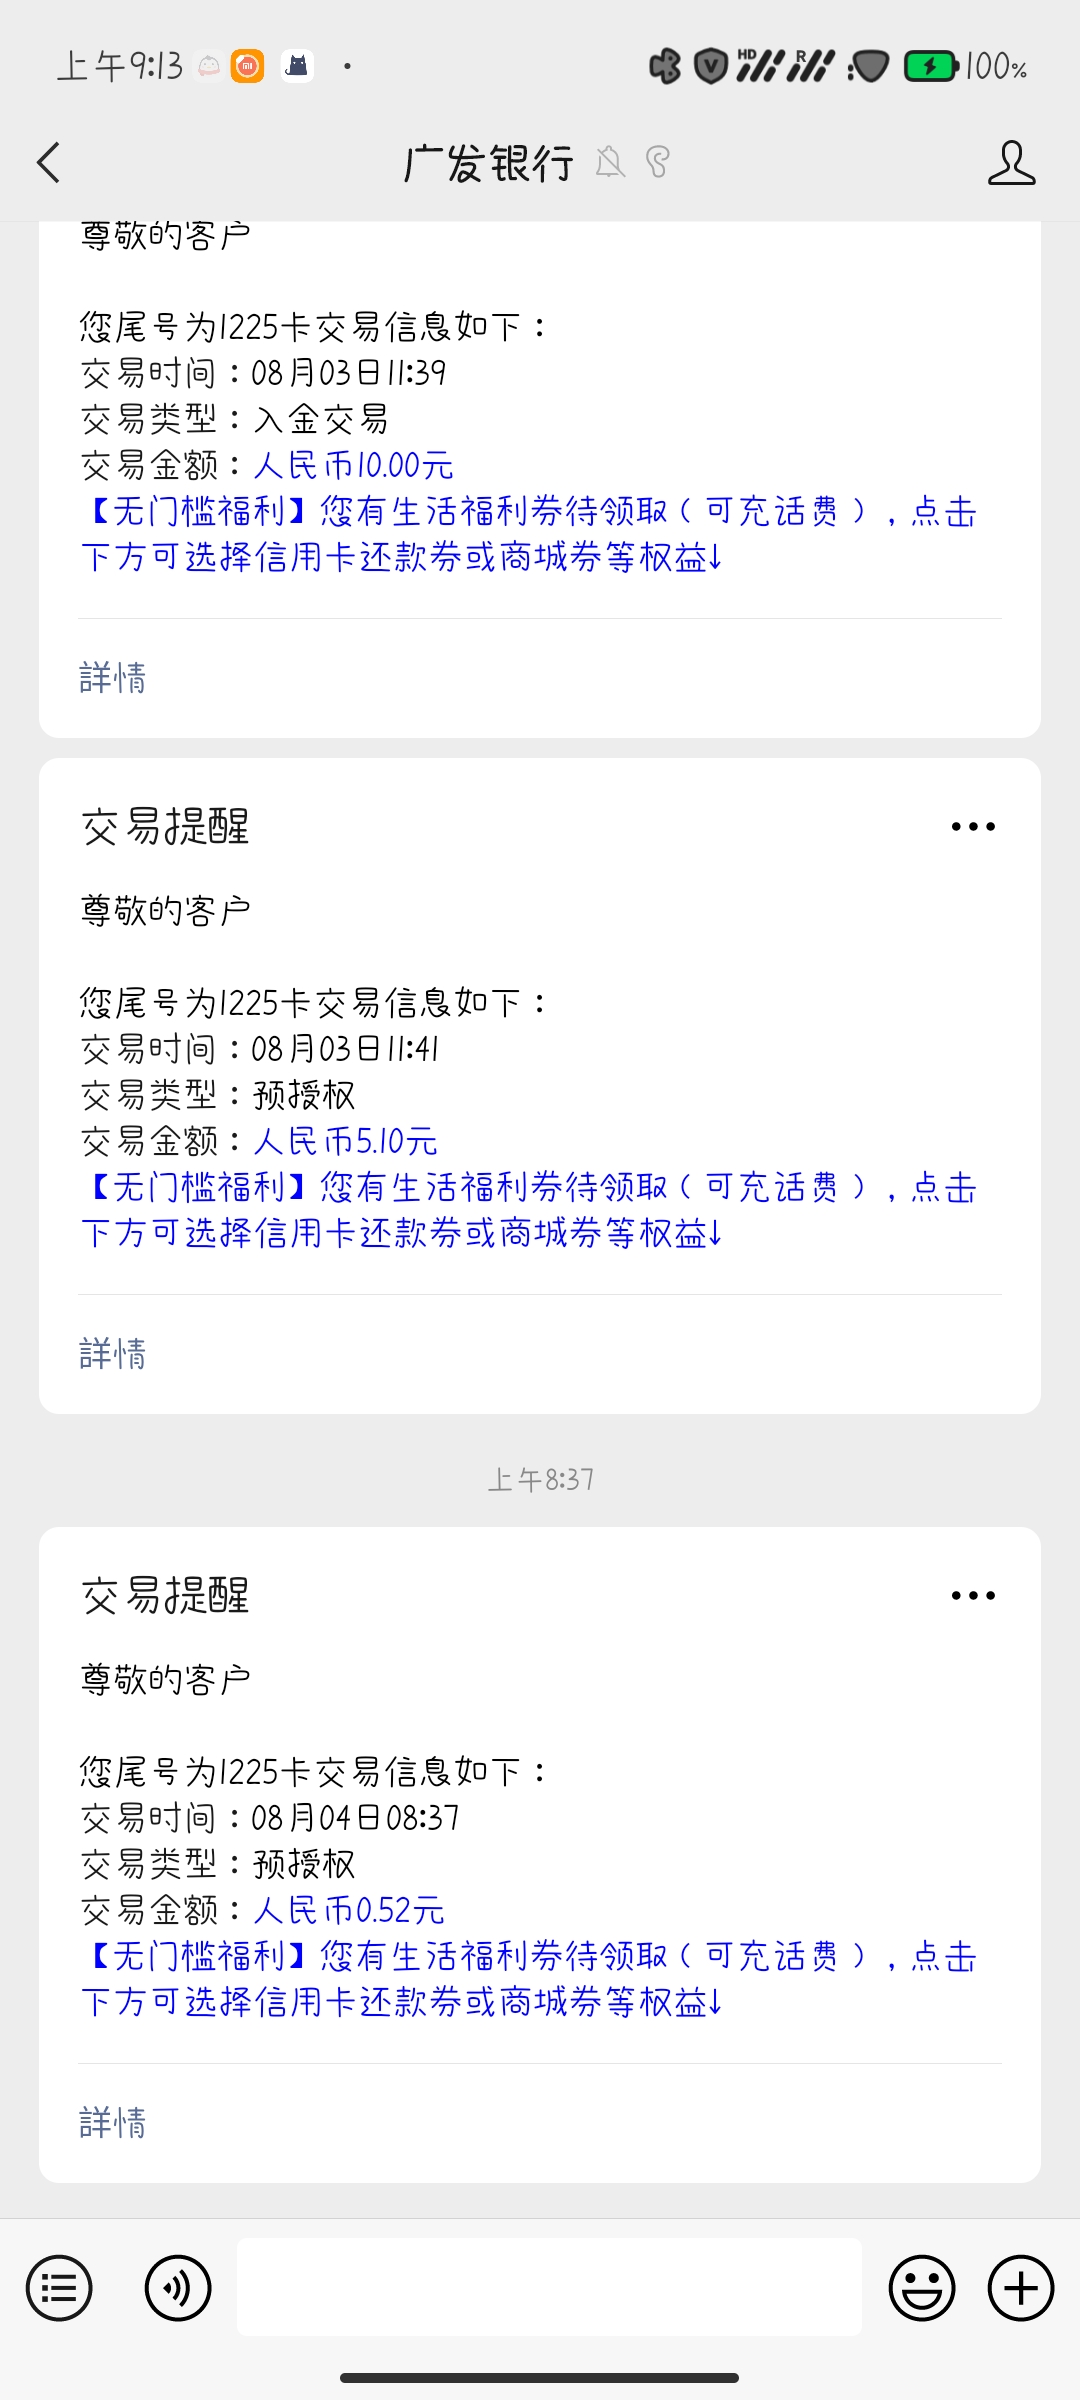 上午9:13
HD
R
100%
广发银行
尊敬的客户
您尾号为1225卡交易信息如下：
交易时间：08月03日11:39
交易类型：入金交易
交易金额：人民币10.00元
【无门槛福利】您有生活福利券待领取（可充话费），点击
下方可选择信用卡还款券或商城券等权益↓
詳情
交易提醒
尊敬的客户
您尾号为1225卡交易信息如下：
交易时间：08月03日11:41
交易类型：预授权
交易金额：人民币5.10元
【无门槛福利】您有生活福利券待领取（可充话费），点击
下方可选择信用卡还款券或商城券等权益↓
詳情
上午8:37
交易提醒
尊敬的客户
您尾号为1225卡交易信息如下：
交易时间：08月04日08:37
交易类型：预授权
交易金额：人民币0.52元
【无门槛福利】您有生活福利券待领取（可充话费），点击
下方可选择信用卡还款券或商城券等权益↓
詳情